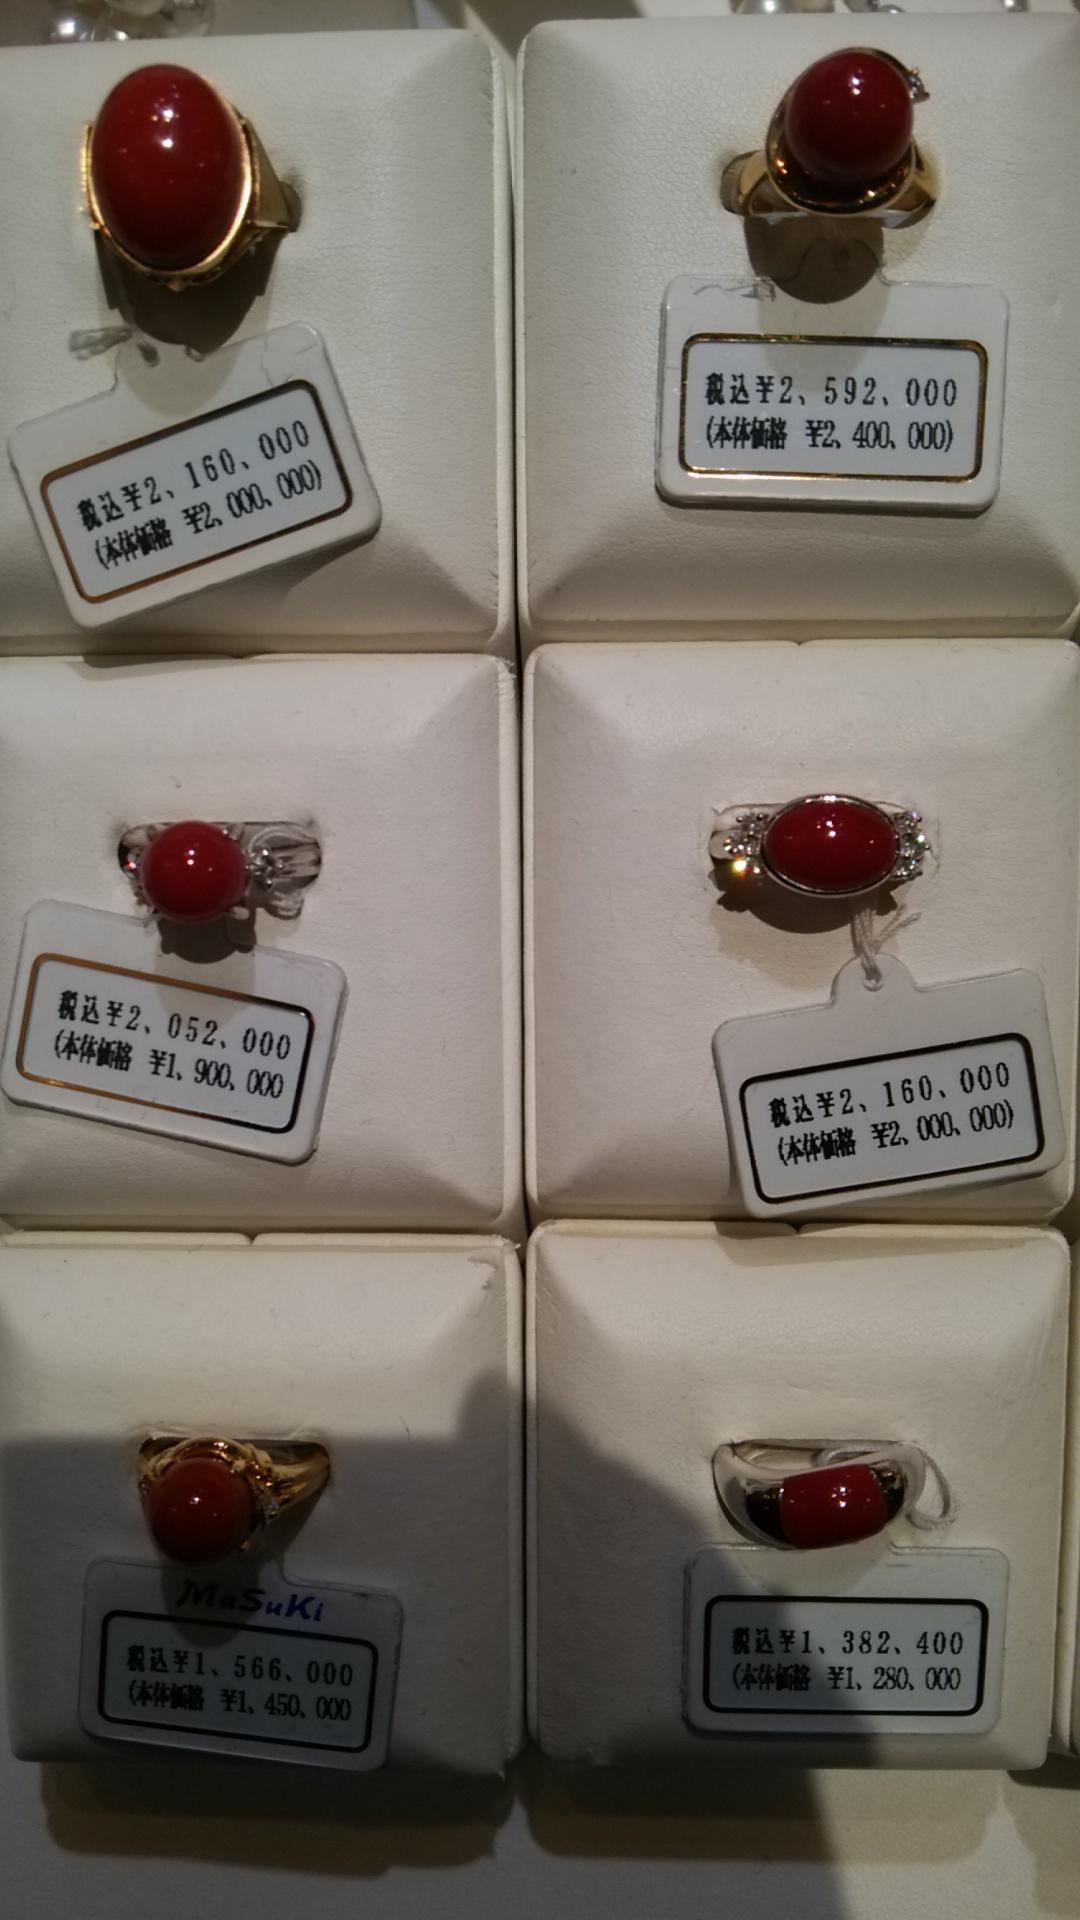 税込¥2、160、000
(本体価格 ¥2、000、000)
税込¥2、592、000
(本体価格 ¥2、400、000)
税込¥2、052、000
(本体価格 ¥1、900、000
税込¥2、160、000
(本体価格 ¥2、000、000)
MaSuKi
税込¥1、566、000
(本体価格 ¥1、450、000
税込¥1、382、400
(本体価格 ¥1、280、000